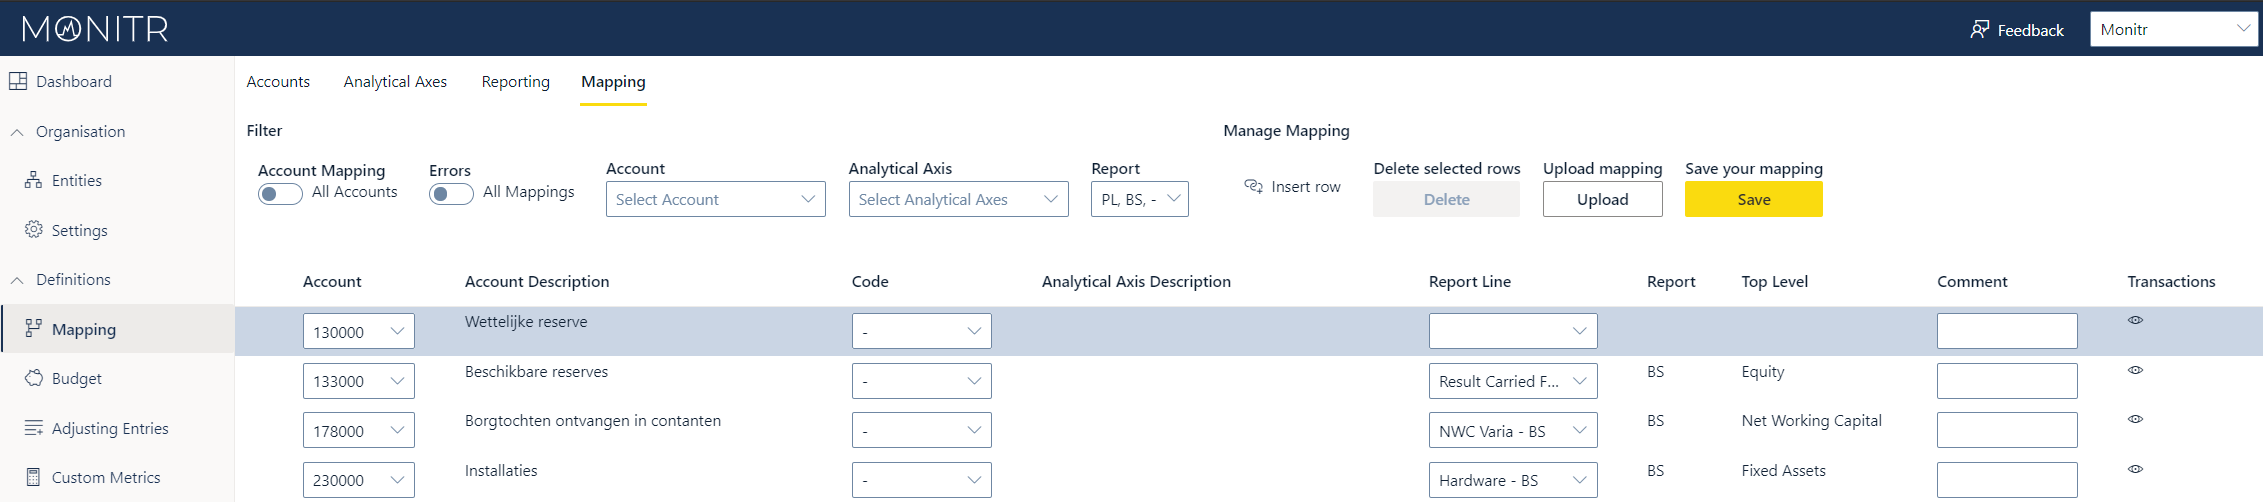 MONITR
Feedback
Monitr
Dashboard
Organisation
Entities
Settings
Definitions
Mapping
Budget
Adjusting Entries
Custom Metrics
Accounts Analytical Axes Reporting Mapping
Filter
Manage Mapping
Account Mapping
All Accounts
Errors
All Mappings
Account
Select Account
Analytical Axis
Select Analytical Axes
Report
PL, BS, -
Insert row
Delete selected rows
Delete
Upload mapping
Upload
Save your mapping
Save
Account Account Description Code Analytical Axis Description Report Line Report Top Level Comment Transactions
130000 Wettelijke reserve -
133000 Beschikbare reserves - Result Carried F... BS Equity
178000 Borgtochten ontvangen in contanten - NWC Varia - BS BS Net Working Capital
230000 Installaties - Hardware - BS BS Fixed Assets